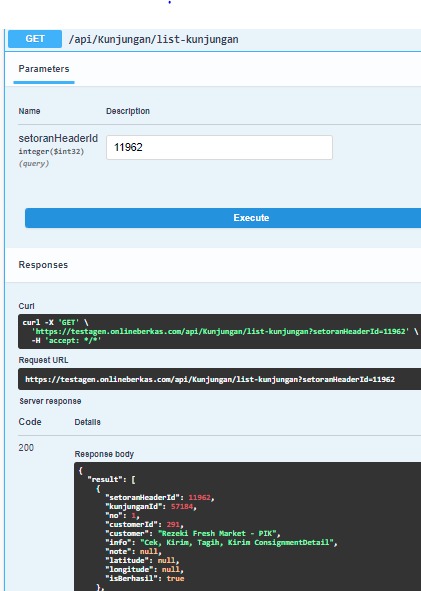 GET /api/Kunjungan/list-kunjungan
Parameters
Name Description
setoranHeaderId
integer($int32)
(query)
11962
Execute
Responses
Curl
curl -X 'GET' \
'https://testagen.onlineberkas.com/api/Kunjungan/list-kunjungan?setoranHeaderId=11962' \
-H 'accept: */*'
Request URL
https://testagen.onlineberkas.com/api/Kunjungan/list-kunjungan?setoranHeaderId=11962
Server response
Code Details
200
Response body
{
"result": [
{
"setoranHeaderId": 11962,
"kunjunganId": 57184,
"no": 1,
"customerId": 291,
"customer": "Rezeki Fresh Market - PIK",
"info": "Cek, Kirim, Tagih, Kirim ConsignmentDetail",
"note": null,
"latitude": null,
"longitude": null,
"isBerhasil": true
},